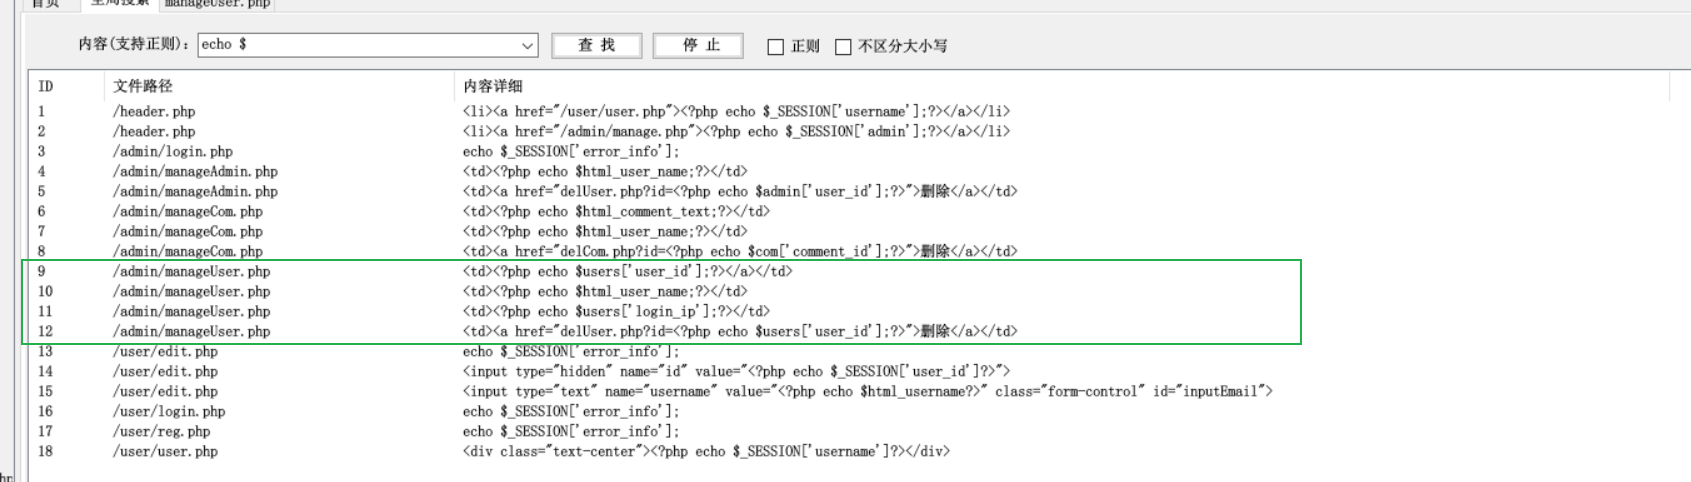 首页 全局搜索 manageUser.php
内容(支持正则): echo $ 查 找 停 止 正则 不区分大小写
ID 文件路径 内容详细
1 /header.php <li><a href="/user/user.php"><?php echo $_SESSION['username'];?></a></li>
2 /header.php <li><a href="/admin/manage.php"><?php echo $_SESSION['admin'];?></a></li>
3 /admin/login.php echo $_SESSION['error_info'];
4 /admin/manageAdmin.php <td><?php echo $html_user_name;?></td>
5 /admin/manageAdmin.php <td><a href="delUser.php?id=<?php echo $admin['user_id'];?>">删除</a></td>
6 /admin/manageCom.php <td><?php echo $html_comment_text;?></td>
7 /admin/manageCom.php <td><?php echo $html_user_name;?></td>
8 /admin/manageCom.php <td><a href="delCom.php?id=<?php echo $com['comment_id'];?>">删除</a></td>
9 /admin/manageUser.php <td><?php echo $users['user_id'];?></a></td>
10 /admin/manageUser.php <td><?php echo $html_user_name;?></td>
11 /admin/manageUser.php <td><?php echo $users['login_ip'];?></td>
12 /admin/manageUser.php <td><a href="delUser.php?id=<?php echo $users['user_id'];?>">删除</a></td>
13 /user/edit.php echo $_SESSION['error_info'];
14 /user/edit.php <input type="hidden" name="id" value="<?php echo $_SESSION['user_id']?>">
15 /user/edit.php <input type="text" name="username" value="<?php echo $html_username?>" class="form-control" id="inputEmail">
16 /user/login.php echo $_SESSION['error_info'];
17 /user/reg.php echo $_SESSION['error_info'];
18 /user/user.php <div class="text-center"><?php echo $_SESSION['username']?></div>